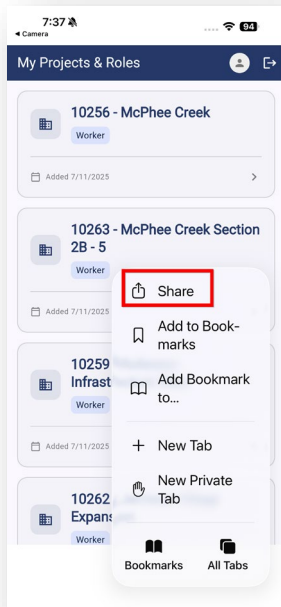 7:37
94
Camera
My Projects & Roles
10256 - McPhee Creek
Worker
Added 7/11/2025
10263 - McPhee Creek Section
2B - 5
Worker
Share
Added 7/11/2025
Add to Book-
marks
10259
Infrast
Add Bookmark
to...
Worker
Added 7/11/2025
New Tab
New Private
Tab
10262
Expans
Worker
Bookmarks
All Tabs